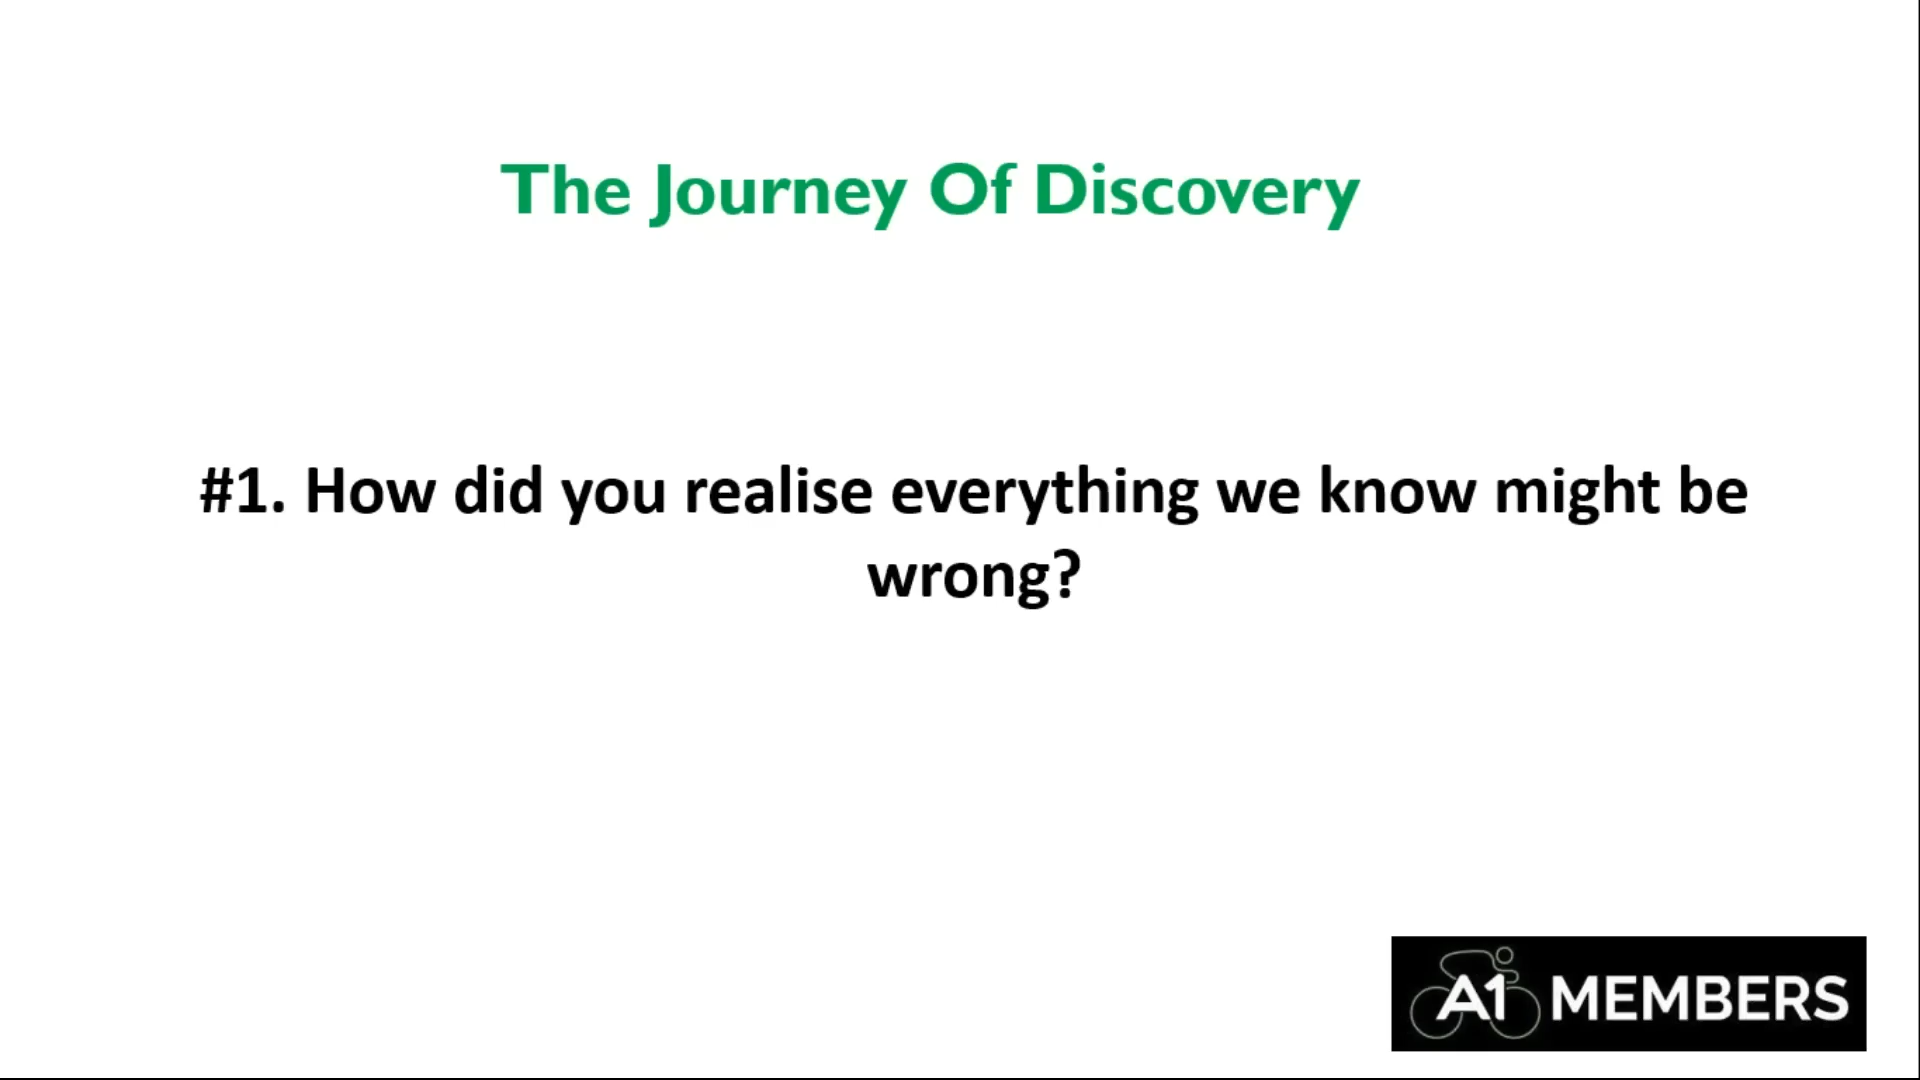 The Journey Of Discovery
#1. How did you realise everything we know might be
wrong?
A1 MEMBERS